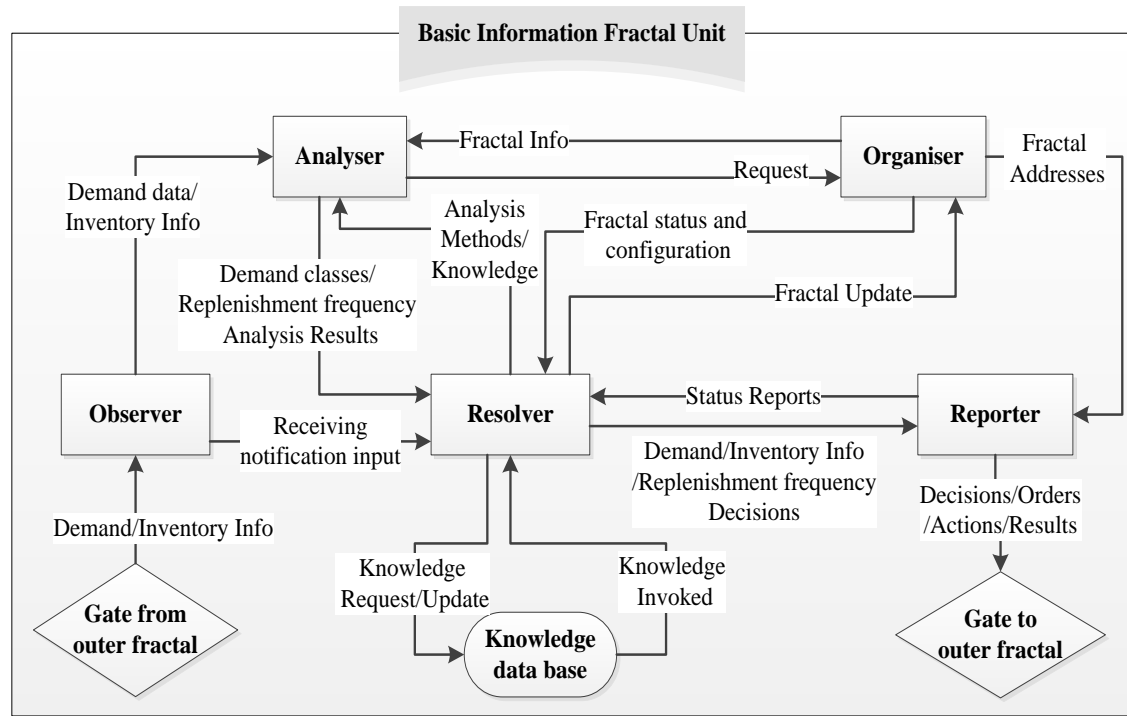 Basic Information Fractal Unit
Analyser
Fractal Info
Organiser
Fractal
Addresses
Request
Demand data/
Inventory Info
Analysis
Methods/
Knowledge
Fractal status and
configuration
Demand classes/
Replenishment frequency
Analysis Results
Fractal Update
Observer
Resolver
Status Reports
Reporter
Receiving
notification input
Demand/Inventory Info
/Replenishment frequency
Decisions
Decisions/Orders
/Actions/Results
Demand/Inventory Info
Knowledge
Request/Update
Knowledge
Invoked
Gate from
outer fractal
Knowledge
data base
Gate to
outer fractal